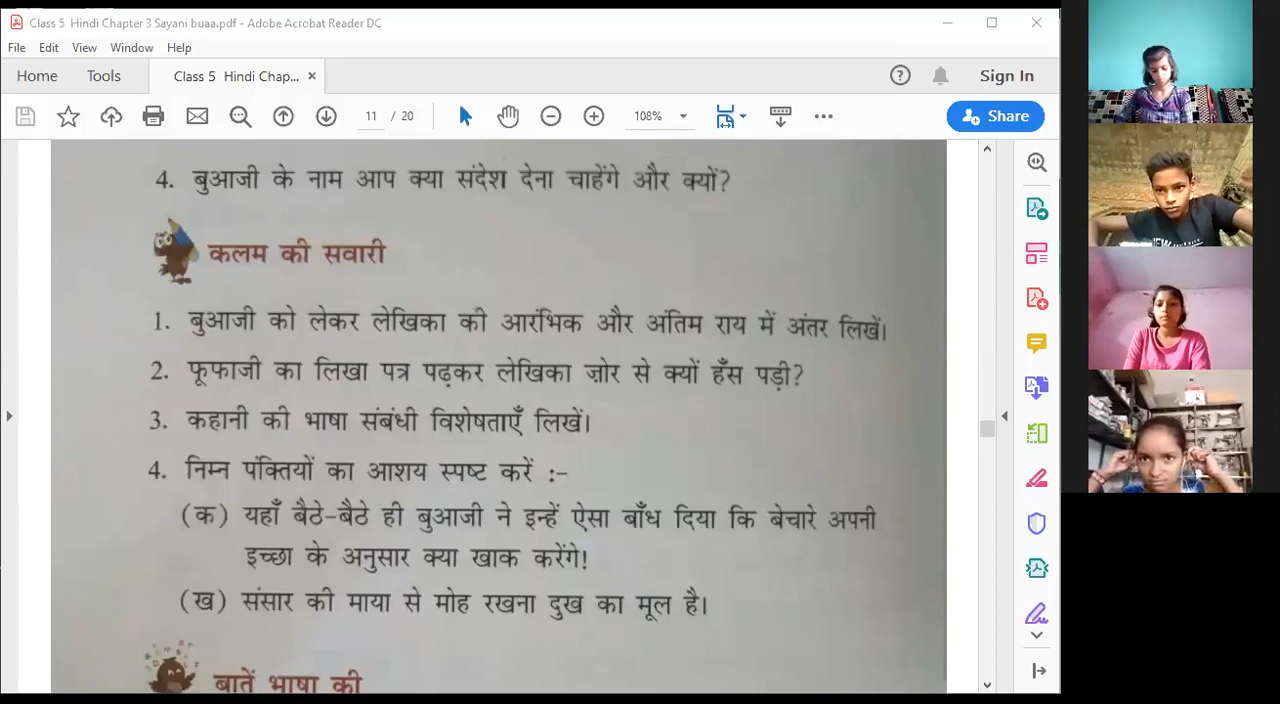 Class 5 Hindi Chapter 3 Sayani buaa.pdf - Adobe Acrobat Reader DC
File Edit View Window Help
Home Tools Class 5 Hindi Chap... × Sign In
11 / 20 108% Share
4. बुआजी के नाम आप क्या संदेश देना चाहेंगे और क्यों?
कलम की सवारी
1. बुआजी को लेकर लेखिका की आरंभिक और अंतिम राय में अंतर लिखें।
2. फूफाजी का लिखा पत्र पढ़कर लेखिका ज़ोर से क्यों हँस पड़ी?
3. कहानी की भाषा संबंधी विशेषताएँ लिखें।
4. निम्न पंक्तियों का आशय स्पष्ट करें :-
(क) यहाँ बैठे-बैठे ही बुआजी ने इन्हें ऐसा बाँध दिया कि बेचारे अपनी
इच्छा के अनुसार क्या खाक करेंगे!
(ख) संसार की माया से मोह रखना दुख का मूल है।
बातें भाषा की